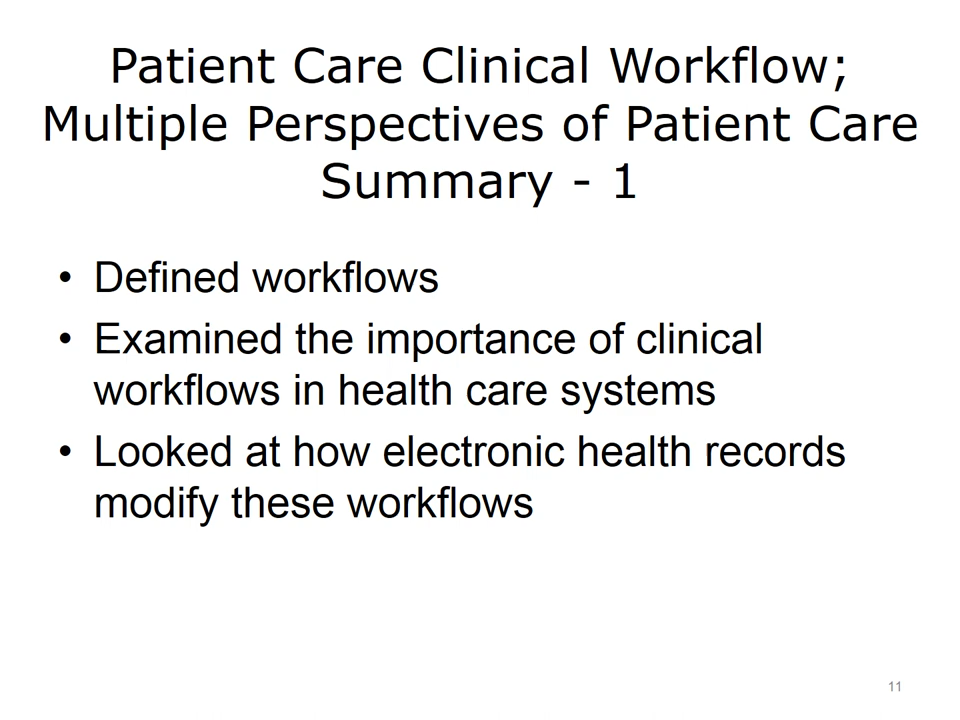 Patient Care Clinical Workflow;
Multiple Perspectives of Patient Care
Summary - 1
• Defined workflows
• Examined the importance of clinical
workflows in health care systems
• Looked at how electronic health records
modify these workflows
11